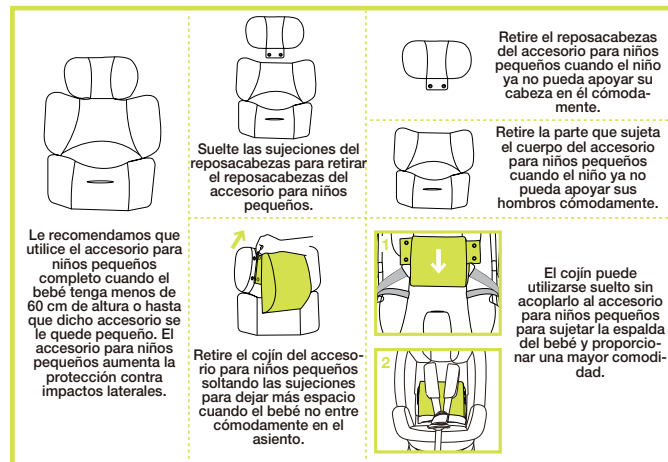 Le recomendamos que
utilice el accesorio para
niños pequeños
completo cuando el
bebé tenga menos de
60 cm de altura o hasta
que dicho accesorio se
le quede pequeño. El
accesorio para niños
pequeños aumenta la
protección contra
impactos laterales.
Suelte las sujeciones del
reposacabezas para retirar
el reposacabezas del
accesorio para niños
pequeños.
Retire el reposacabezas
del accesorio para niños
pequeños cuando el niño
ya no pueda apoyar su
cabeza en él cómoda-
mente.
Retire la parte que sujeta
el cuerpo del accesorio
para niños pequeños
cuando el niño ya no
pueda apoyar sus
hombros cómodamente.
Retire el cojín del acceso-
rio para niños pequeños
soltando las sujeciones
para dejar más espacio
cuando el bebé no entre
cómodamente en el
asiento.
1
2
El cojín puede
utilizarse suelto sin
acoplarlo al accesorio
para niños pequeños
para sujetar la espalda
del bebé y proporcio-
nar una mayor comodi-
dad.